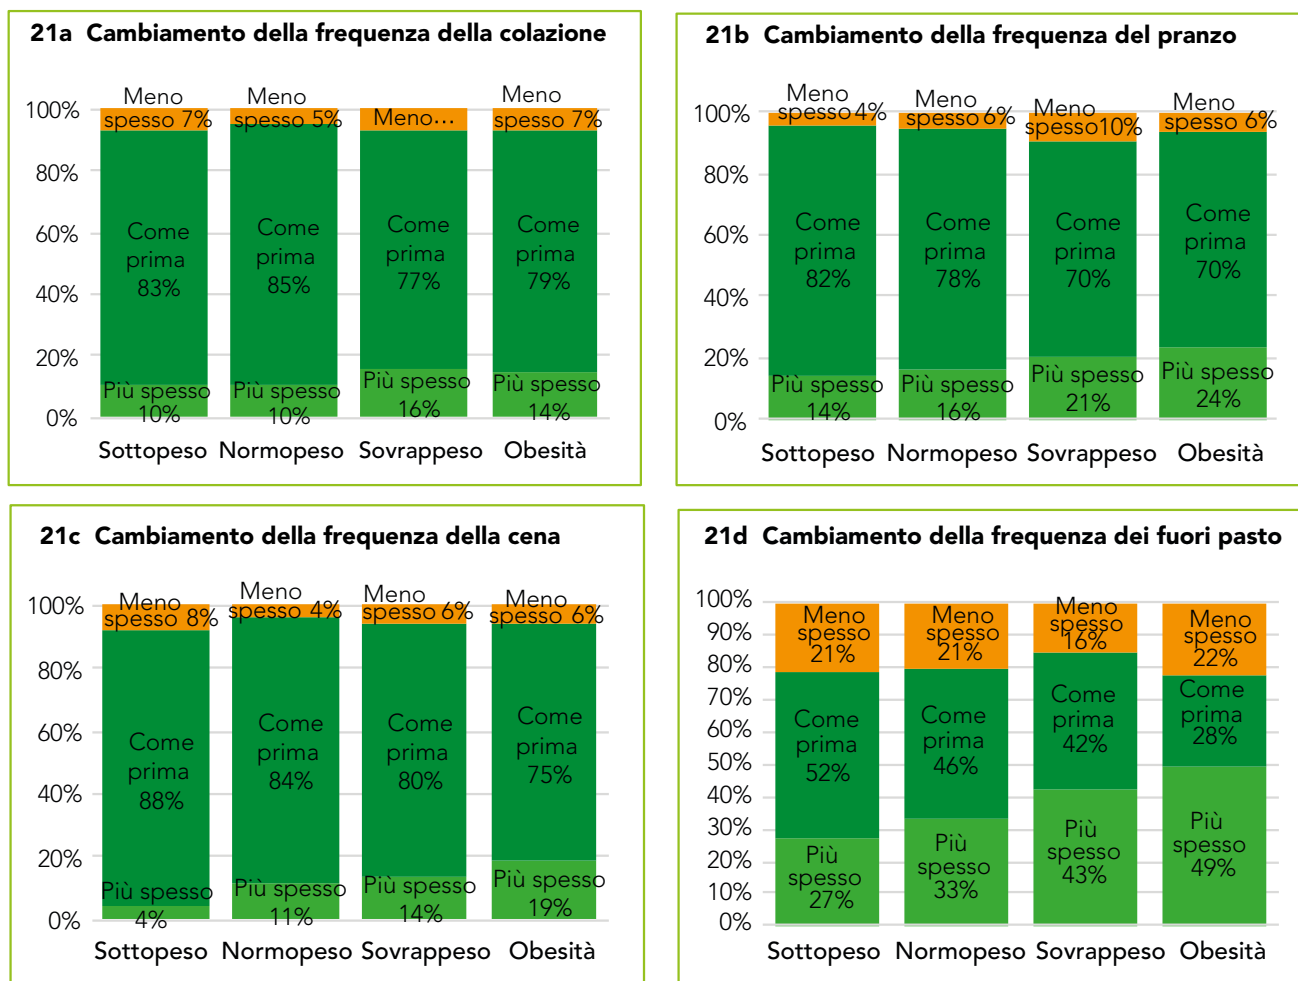 21a Cambiamento della frequenza della colazione
Meno
spesso 7%
Meno
spesso 5%
Meno…
Meno
spesso 7%
100%
80%
60%
40%
20%
0%
Come
prima
83%
Come
prima
85%
Come
prima
77%
Come
prima
79%
Più spesso
10%
Più spesso
10%
Più spesso
16%
Più spesso
14%
Sottopeso
Normopeso
Sovrappeso
Obesità
21b Cambiamento della frequenza del pranzo
Meno
spesso 4%
Meno
spesso 6%
Meno
spesso 10%
Meno
spesso 6%
100%
80%
60%
40%
20%
0%
Come
prima
82%
Come
prima
78%
Come
prima
70%
Come
prima
70%
Più spesso
14%
Più spesso
16%
Più spesso
21%
Più spesso
24%
Sottopeso
Normopeso
Sovrappeso
Obesità
21c Cambiamento della frequenza della cena
Meno
spesso 8%
Meno
spesso 4%
Meno
spesso 6%
Meno
spesso 6%
100%
80%
60%
40%
20%
0%
Come
prima
88%
Come
prima
84%
Come
prima
80%
Come
prima
75%
Più spesso
4%
Più spesso
11%
Più spesso
14%
Più spesso
19%
Sottopeso
Normopeso
Sovrappeso
Obesità
21d Cambiamento della frequenza dei fuori pasto
100%
90%
80%
70%
60%
50%
40%
30%
20%
10%
0%
Meno
spesso
21%
Meno
spesso
21%
Meno
spesso
16%
Meno
spesso
22%
Come
prima
52%
Come
prima
46%
Come
prima
42%
Come
prima
28%
Più
spesso
27%
Più
spesso
33%
Più
spesso
43%
Più
spesso
49%
Sottopeso
Normopeso
Sovrappeso
Obesità